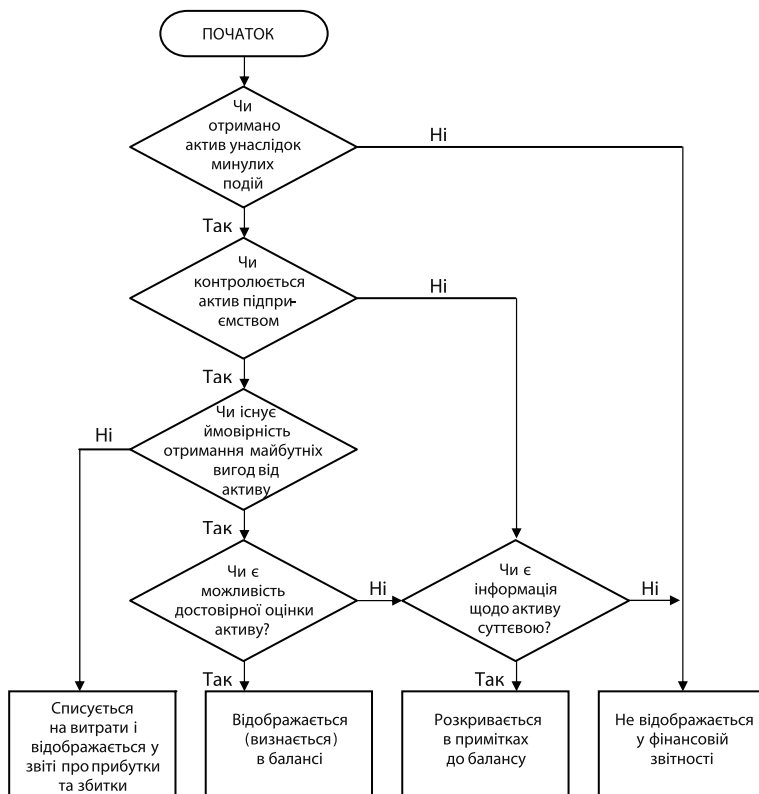 ПОЧАТОК
Чи
отримано
актив унаслідок
минулих
подій
Ні
Так
Чи
контролюється
актив підпри-
ємством
Ні
Так
Чи існує
ймовірність
отримання майбутніх
вигод від
активу
Ні
Так
Чи є
можливість
достовірної оцінки
активу?
Ні
Чи є
інформація
щодо активу
суттєвою?
Ні
Так
Так
Списується
на витрати і
відображається у
звіті про прибутки
та збитки
Відображається
(визнається)
в балансі
Розкривається
в примітках
до балансу
Не відображається
у фінансовій
звітності